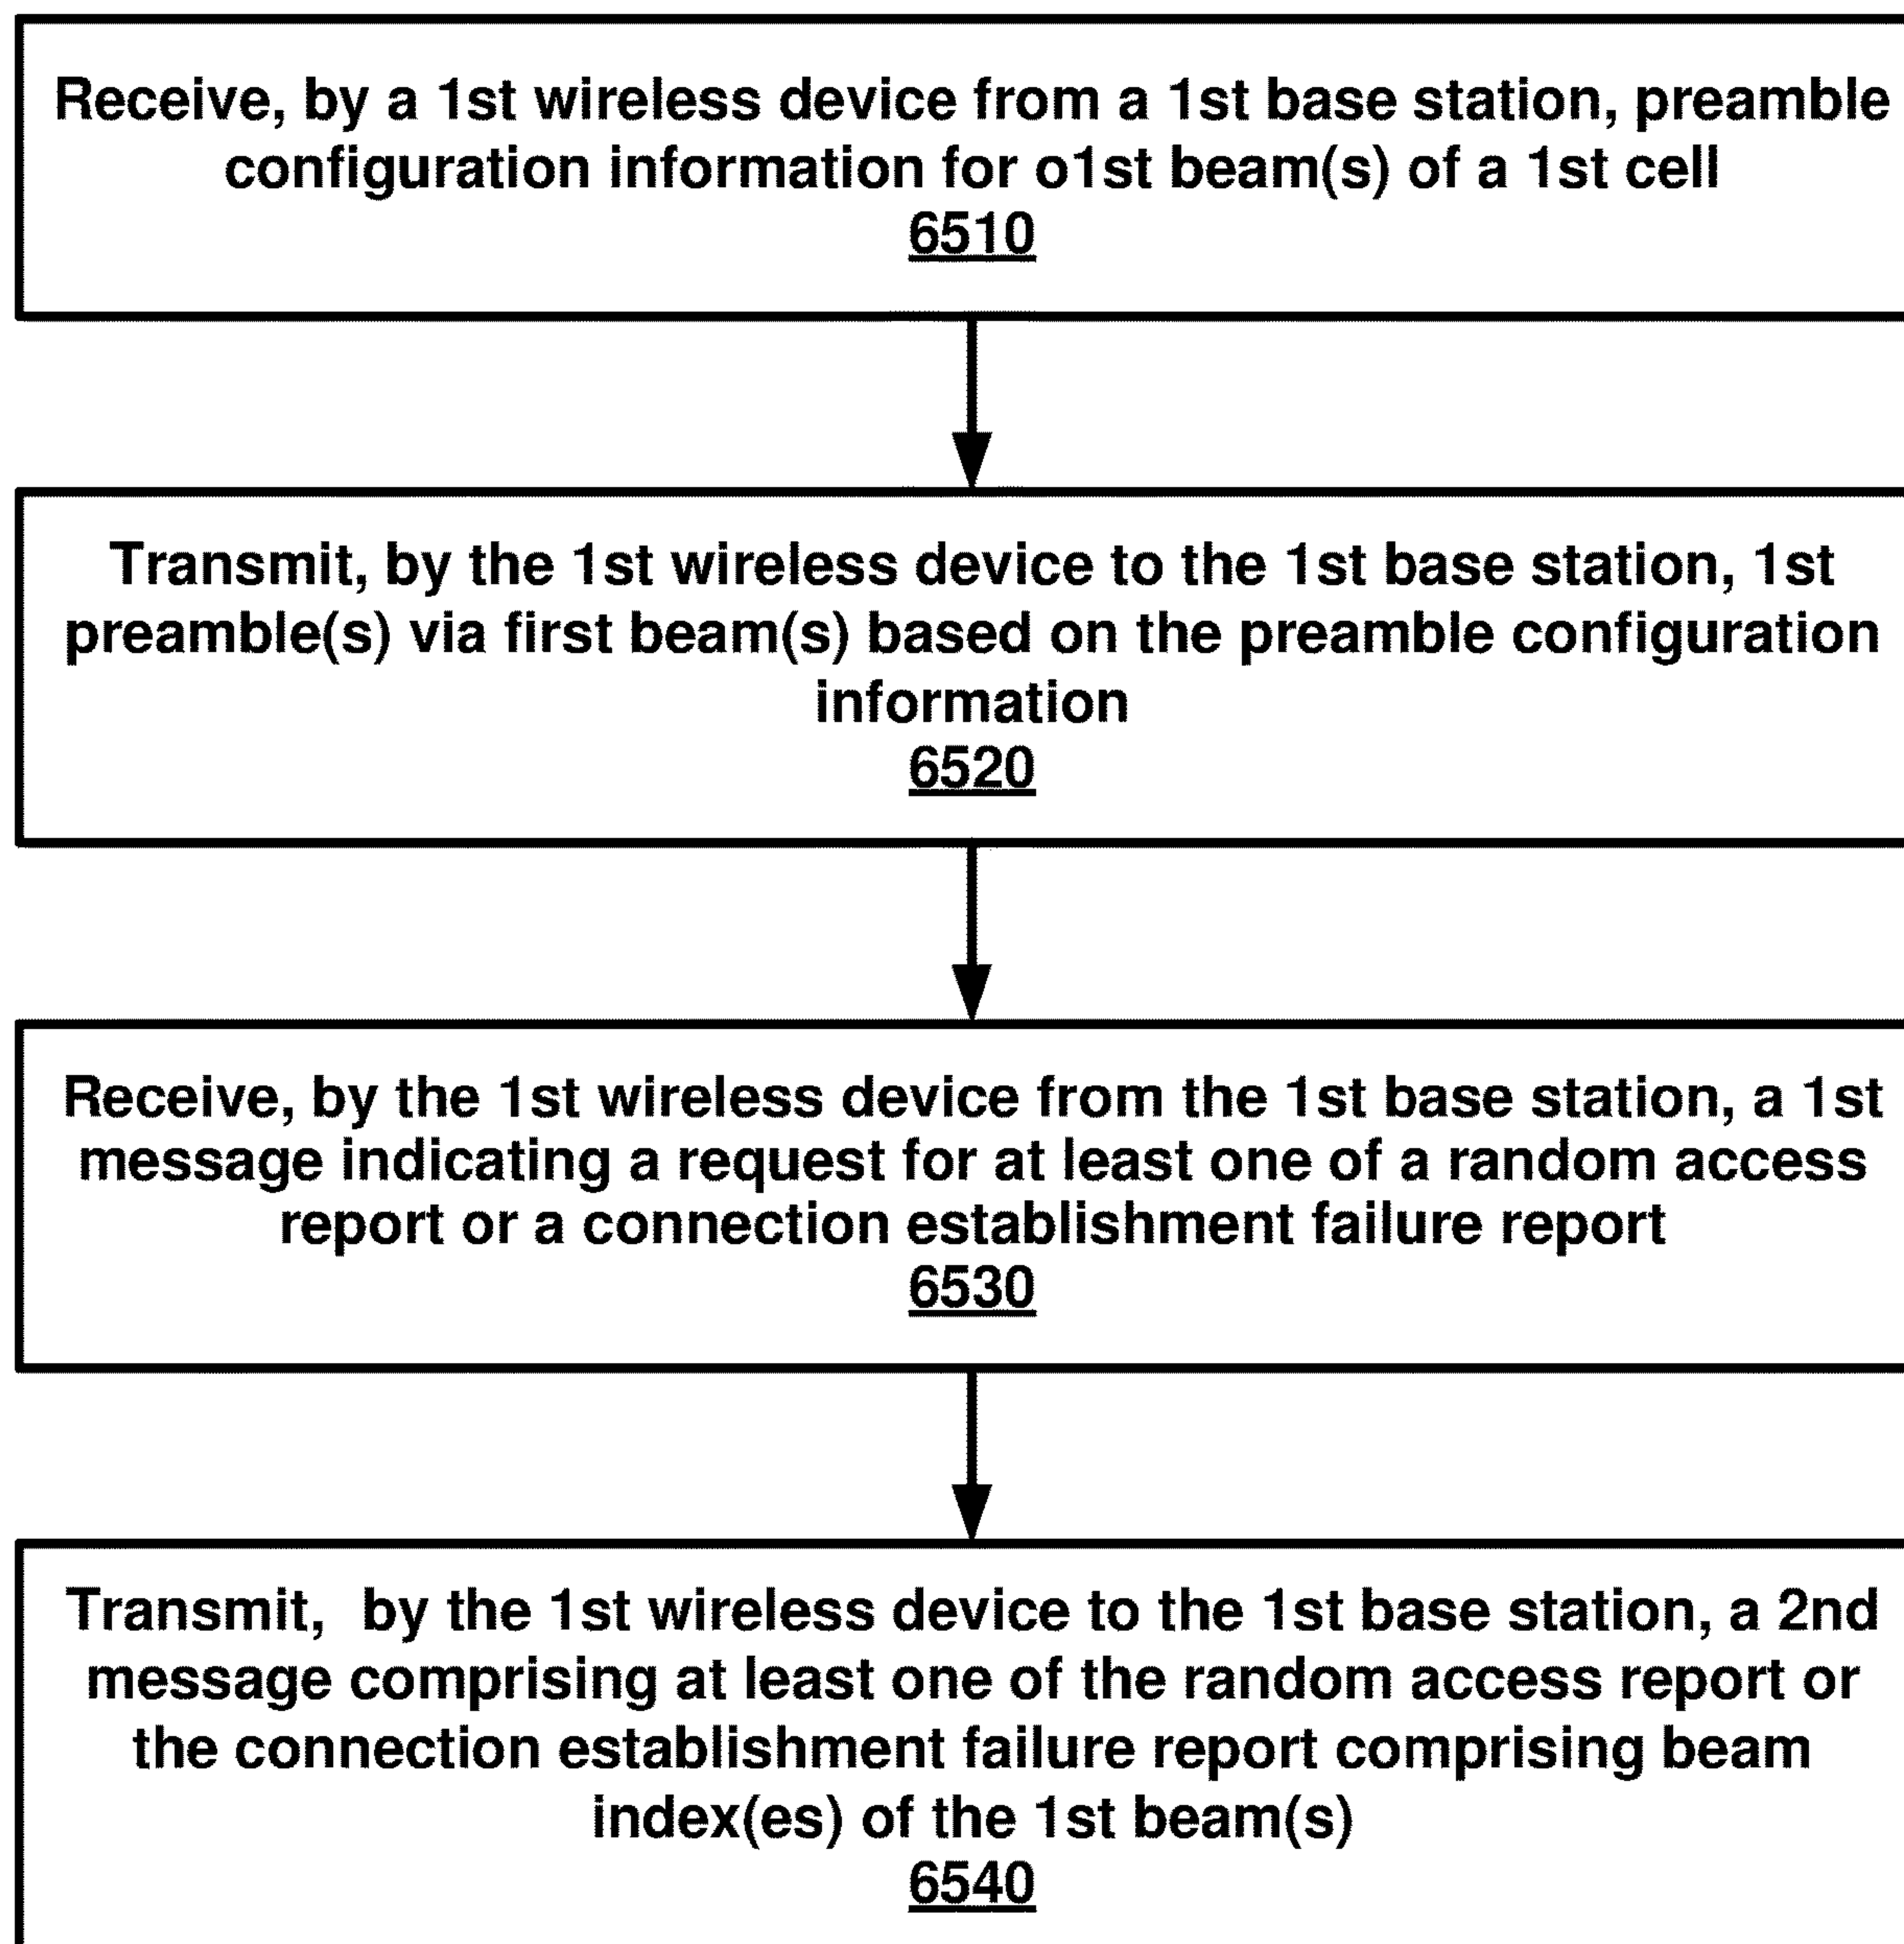 Receive, by a 1st wireless device from a 1st base station, preamble
configuration information for o1st beam(s) of a 1st cell
6510
Transmit, by the 1st wireless device to the 1st base station, 1st
preamble(s) via first beam(s) based on the preamble configuration
information
6520
Receive, by the 1st wireless device from the 1st base station, a 1st
message indicating a request for at least one of a random access
report or a connection establishment failure report
6530
Transmit,  by the 1st wireless device to the 1st base station, a 2nd
message comprising at least one of the random access report or
the connection establishment failure report comprising beam
index(es) of the 1st beam(s)
6540